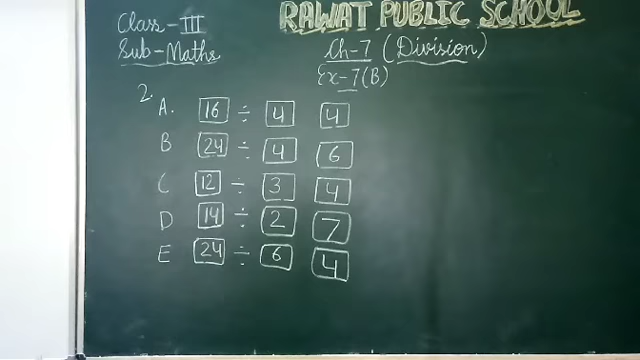 RAWAT PUBLIC SCHOOL
Class - III
Sub - Maths
Ch-7 (Division)
Ex-7(B)
2.
A. 16 ÷ 4 4
B 24 ÷ 4 6
C 12 ÷ 3 4
D 14 ÷ 2 7
E 24 ÷ 6 4